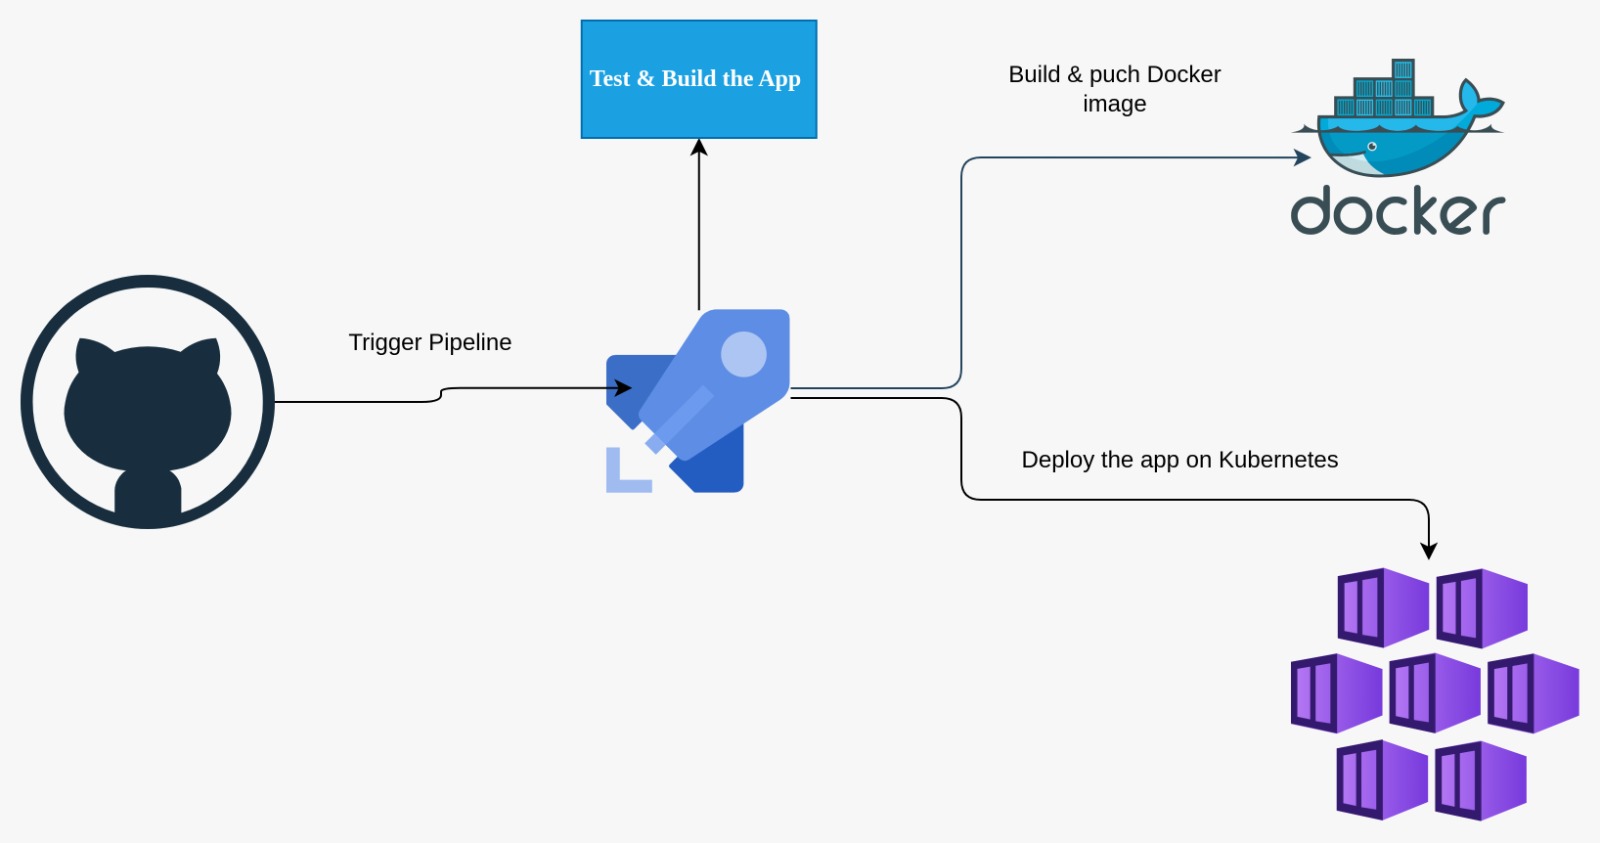 Test & Build the App
Build & puch Docker
image
docker
Trigger Pipeline
Deploy the app on Kubernetes